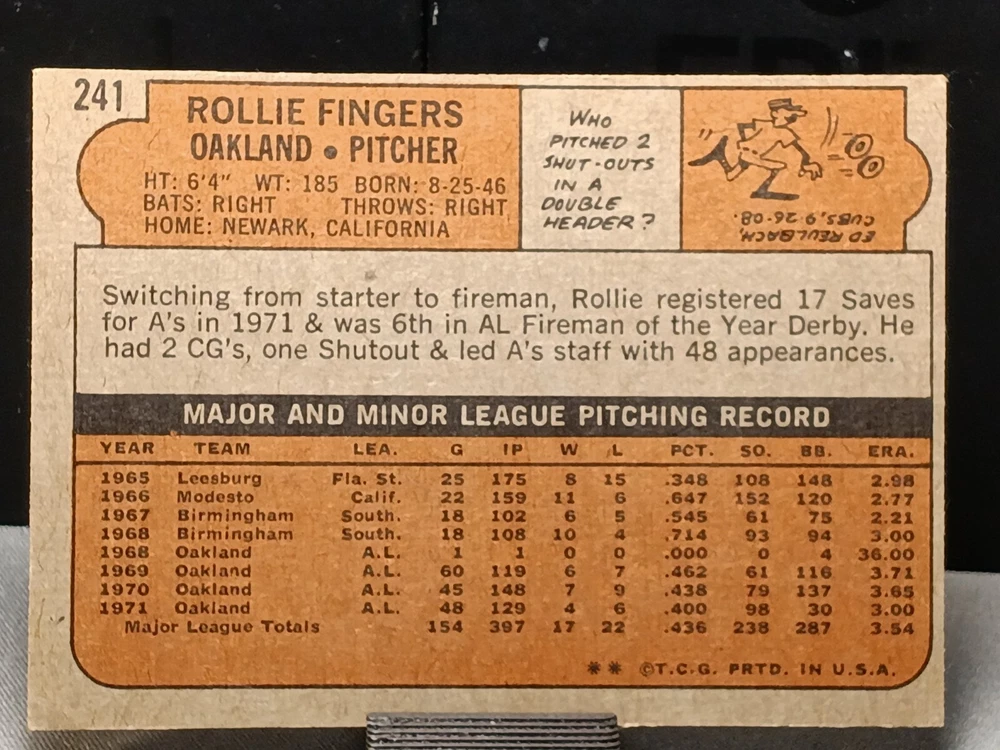 241
ROLLIE FINGERS
OAKLAND • PITCHER
HT: 6'4" WT: 185 BORN: 8-25-46
BATS: RIGHT THROWS: RIGHT
HOME: NEWARK, CALIFORNIA
WHO
PITCHED 2
SHUT-OUTS
IN A
DOUBLE
HEADER?
ED REULBACH,
CUBS, 9-26-08.
Switching from starter to fireman, Rollie registered 17 Saves
for A's in 1971 & was 6th in AL Fireman of the Year Derby. He
had 2 CG's, one Shutout & led A's staff with 48 appearances.
MAJOR AND MINOR LEAGUE PITCHING RECORD
YEAR TEAM LEA. G IP W L PCT. SO. BB. ERA.
1965 Leesburg Fla. St. 25 175 8 15 .348 108 148 2.98
1966 Modesto Calif. 22 159 11 6 .647 152 120 2.77
1967 Birmingham South. 18 102 6 5 .545 61 75 2.21
1968 Birmingham South. 18 108 10 4 .714 93 94 3.00
1968 Oakland A.L. 1 1 0 0 .000 0 4 36.00
1969 Oakland A.L. 60 119 6 7 .462 61 116 3.71
1970 Oakland A.L. 45 148 7 9 .438 79 137 3.65
1971 Oakland A.L. 48 129 4 6 .400 98 30 3.00
Major League Totals 154 397 17 22 .436 238 287 3.54
** ©T.C.G. PRTD. IN U.S.A.